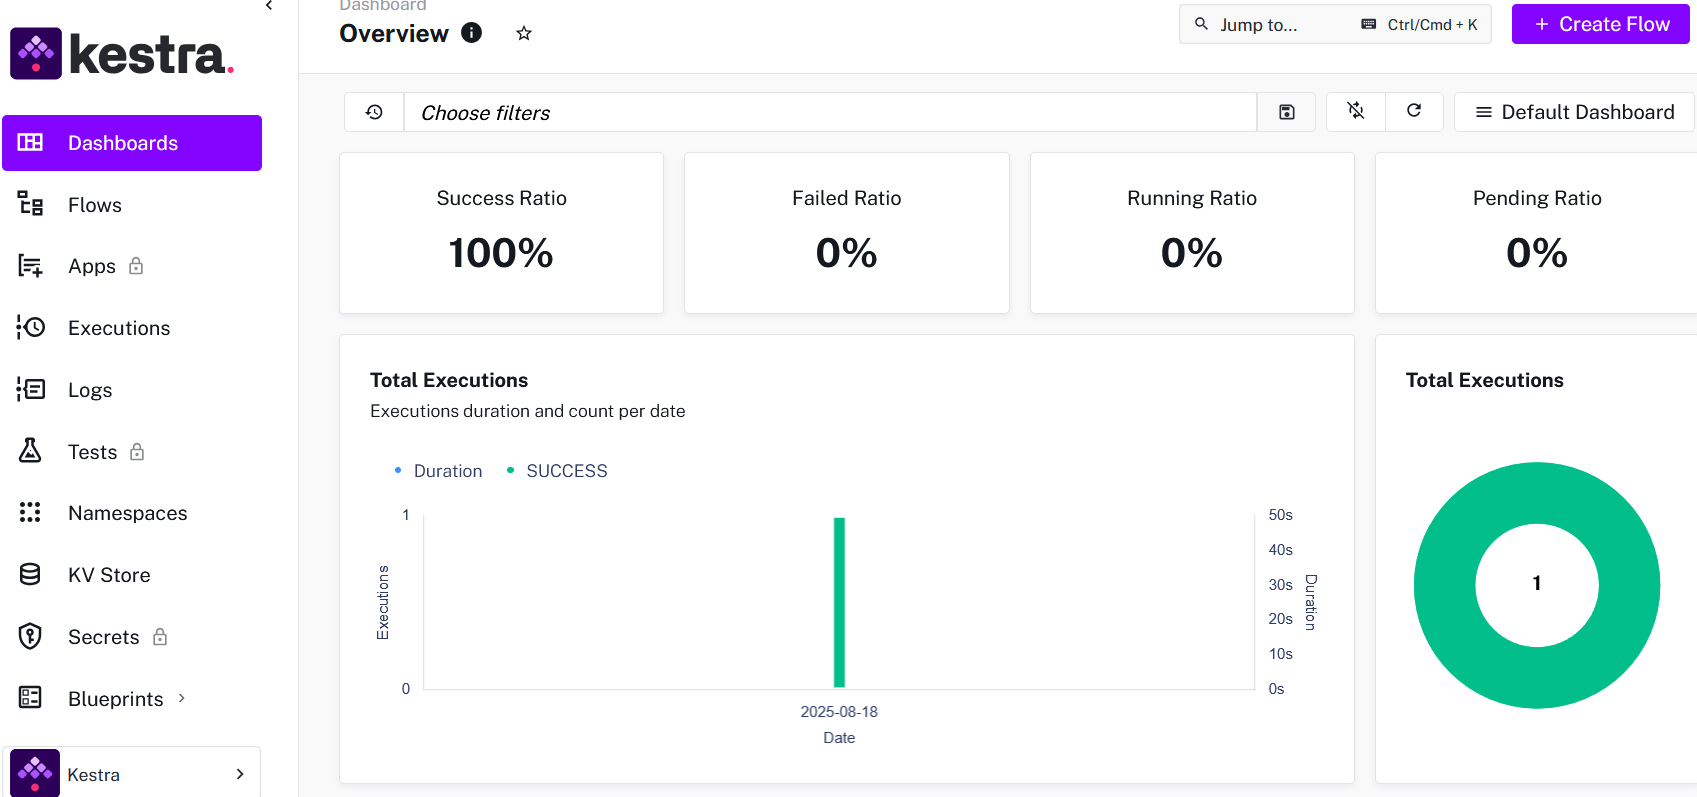 Dashboard
Overview
Jump to...
Ctrl/Cmd + K
+ Create Flow
kestra.
Choose filters
Default Dashboard
Dashboards
Flows
Apps
Executions
Logs
Tests
Namespaces
KV Store
Secrets
Blueprints
Kestra
Success Ratio
100%
Failed Ratio
0%
Running Ratio
0%
Pending Ratio
0%
Total Executions
Executions duration and count per date
Duration
SUCCESS
1
0
Executions
50s
40s
30s
20s
10s
0s
Duration
2025-08-18
Date
Total Executions
1